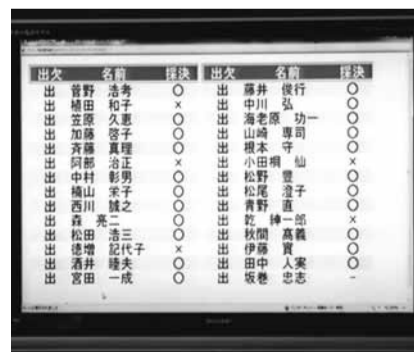 出欠 名前 採決 出欠 名前 採決
出 菅野 浩考 ○ 出 藤井 俊行 ○
出 植田 和子 × 出 中川 弘 ○
出 笠原 久恵 ○ 出 海老原 功一 ○
出 加藤 啓子 ○ 出 山崎 専司 ○
出 斉藤 真理 ○ 出 根本 守 ○
出 阿部 治正 × 出 小田桐 仙 ×
出 中村 彰男 ○ 出 松野 豊 ○
出 楠山 栄子 ○ 出 松尾 澄子 ○
出 西川 誠之 ○ 出 青野 直 ○
出 森 亮二 ○ 出 乾 紳一郎 ×
出 松田 浩三 ○ 出 秋間 高義 ○
出 徳増 記代子 × 出 伊藤 實 ○
出 酒井 睦夫 ○ 出 田中 人実 ○
出 宮田 一成 ○ 出 坂巻 忠志 -